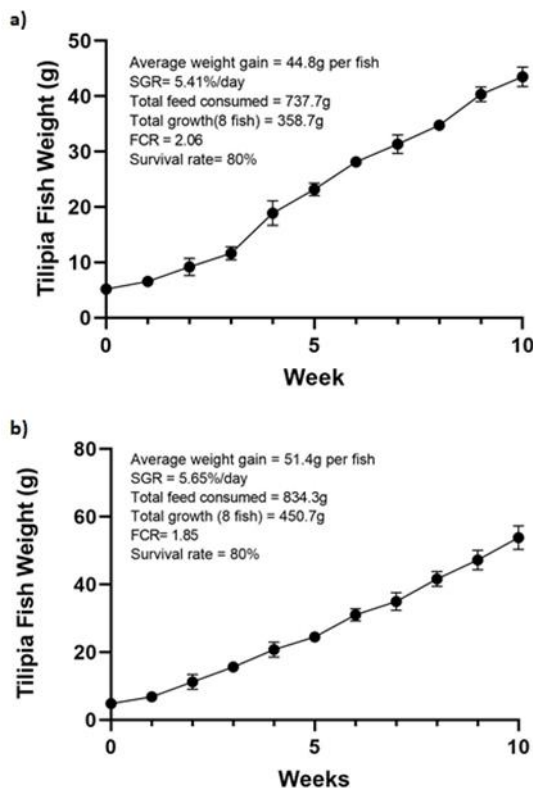 a)
50
40
30
20
10
0
Tilipia Fish Weight (g)
Average weight gain = 44.8g per fish
SGR= 5.41%/day
Total feed consumed = 737.7g
Total growth(8 fish) = 358.7g
FCR = 2.06
Survival rate= 80%
0 5 10
Week
b)
80
60
40
20
0
Tilipia Fish Weight (g)
Average weight gain = 51.4g per fish
SGR = 5.65%/day
Total feed consumed = 834.3g
Total growth (8 fish) = 450.7g
FCR= 1.85
Survival rate = 80%
0 5 10
Weeks